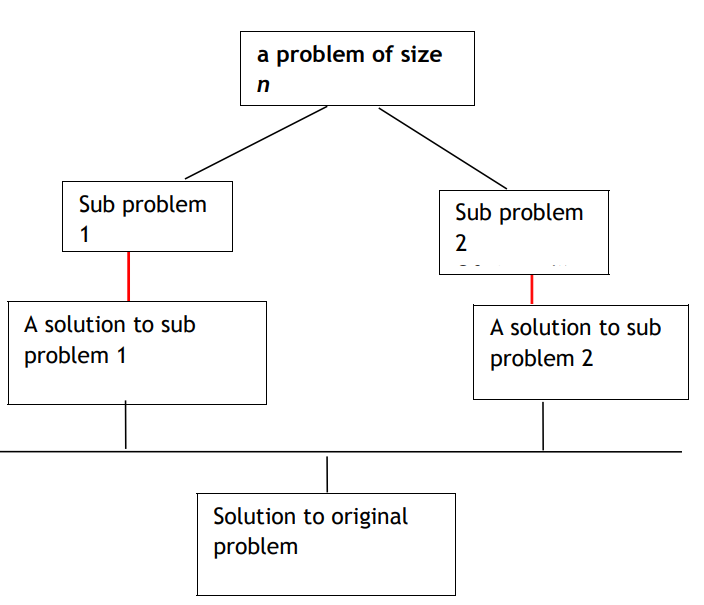 a problem of size
n
Sub problem
1
Sub problem
2
A solution to sub
problem 1
A solution to sub
problem 2
Solution to original
problem